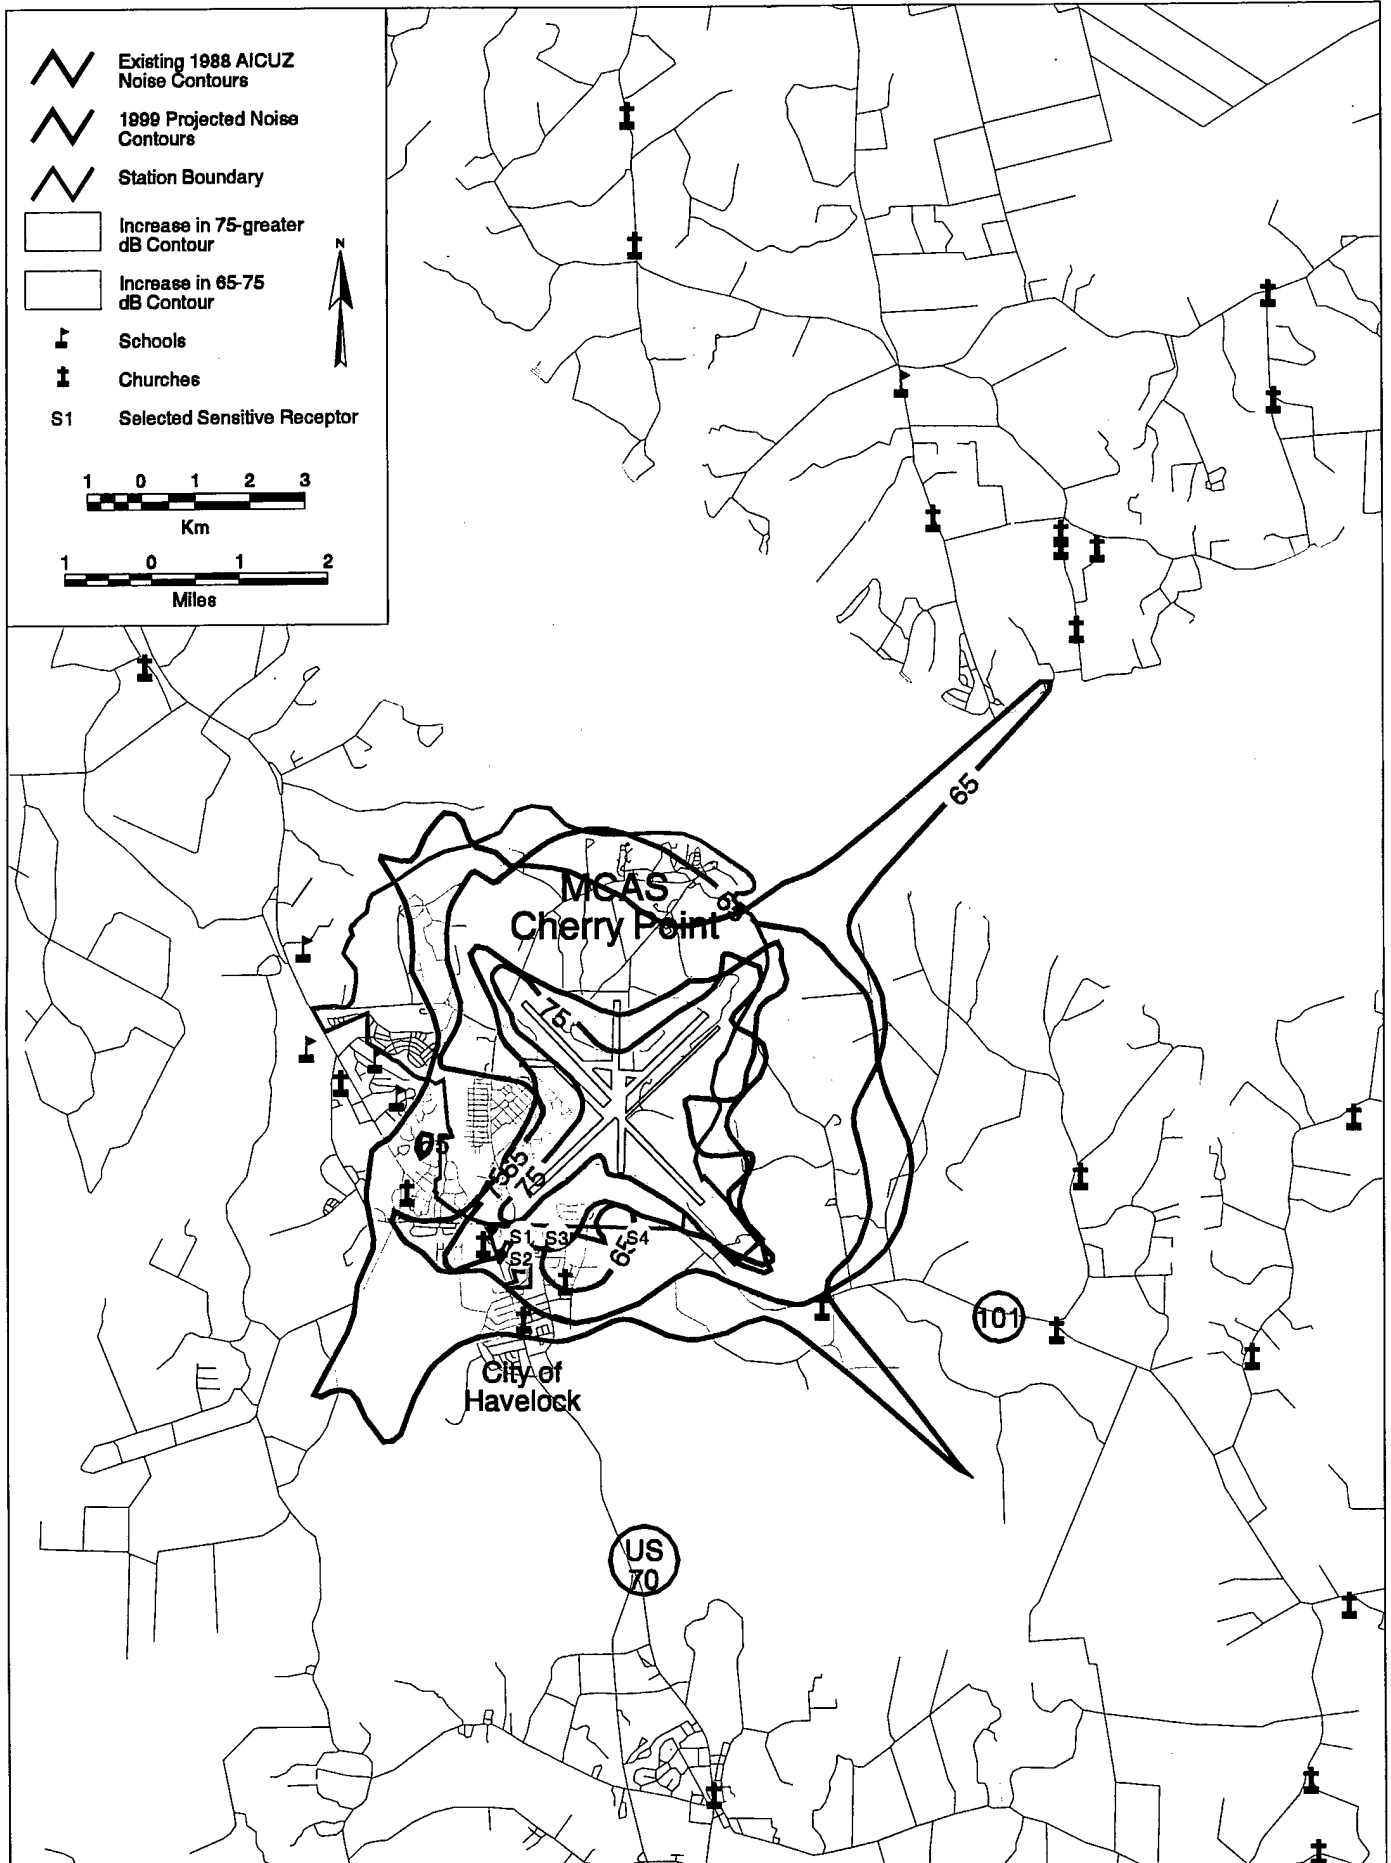 Existing 1988 AICUZ
Noise Contours
1999 Projected Noise
Contours
Station Boundary
Increase in 75-greater
dB Contour
Increase in 65-75
dB Contour
N
Schools
Churches
S1 Selected Sensitive Receptor
1 0 1 2 3
Km
1 0 1 2
Miles
65
MCAS
Cherry Point
65
75
65
75
65
75
S1 S3 S4
S2
65
101
City of
Havelock
US
70